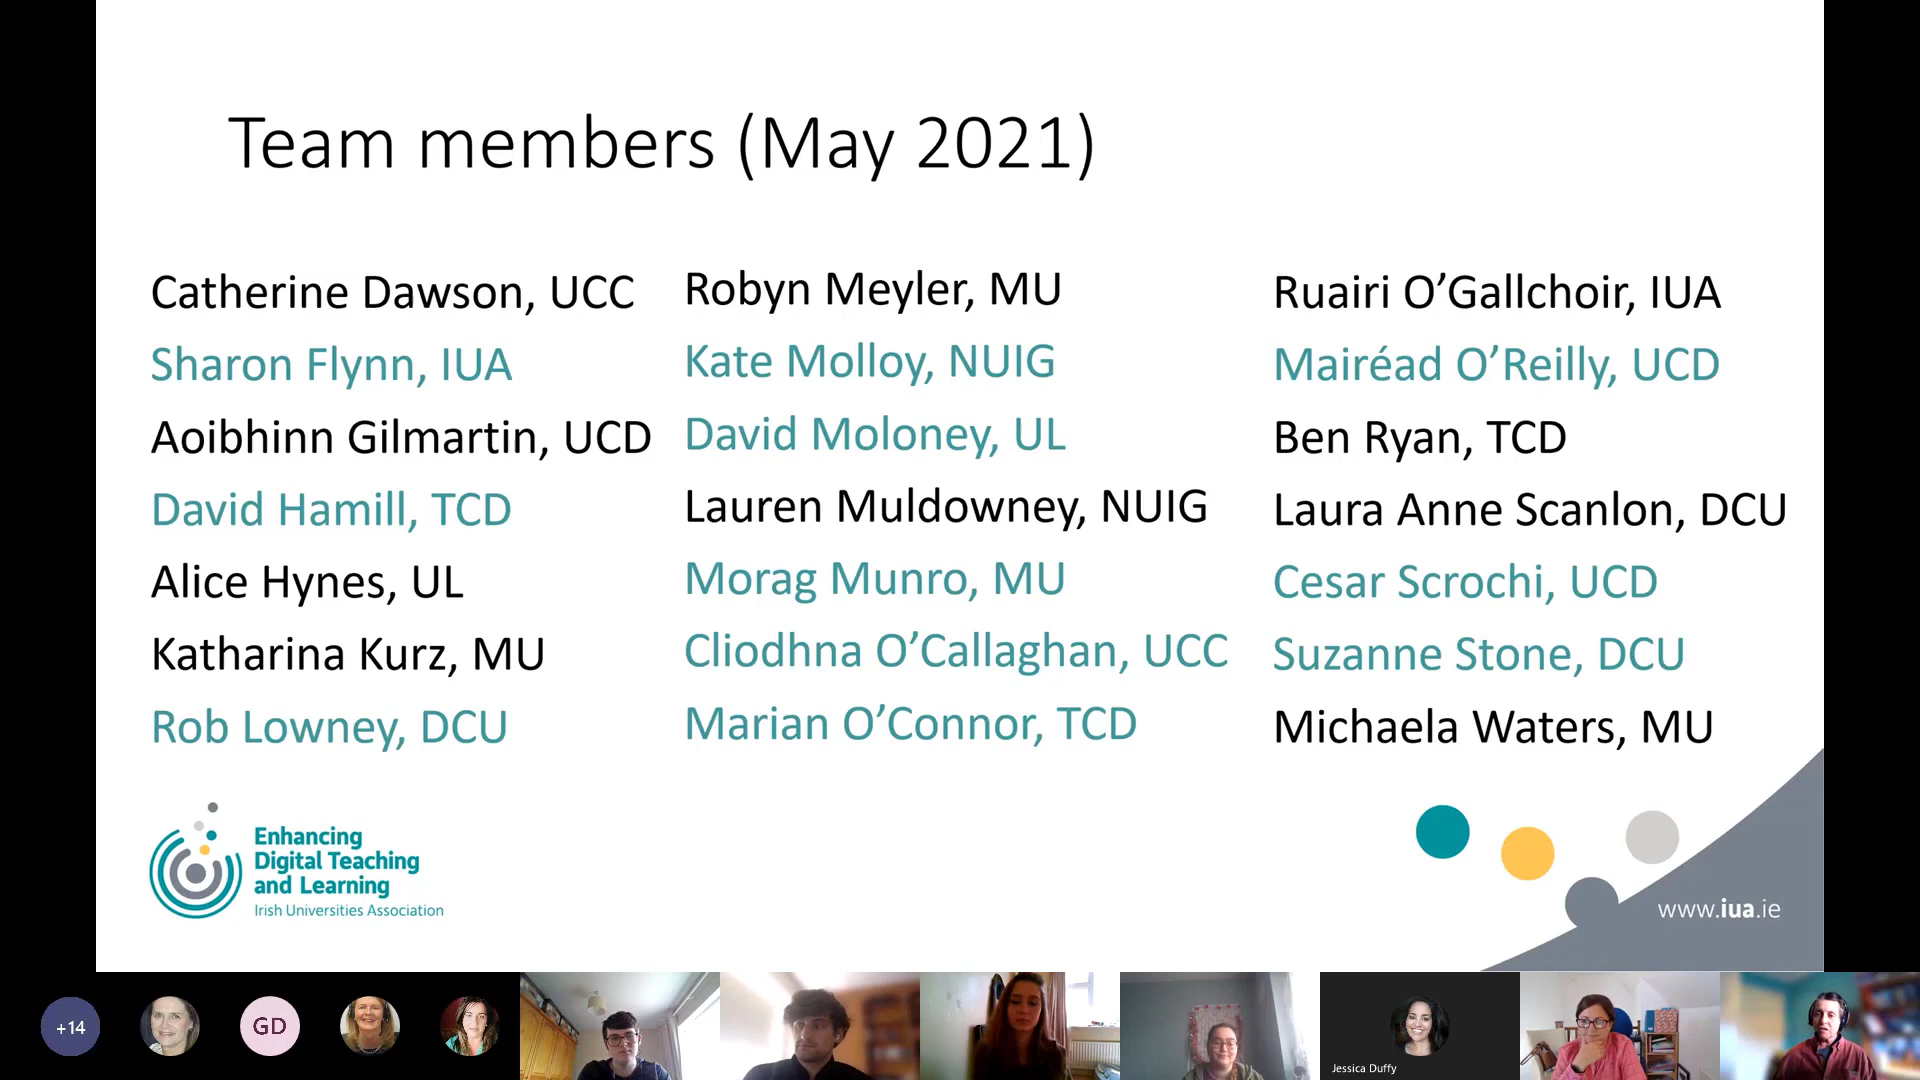 Team members (May 2021)
Catherine Dawson, UCC
Sharon Flynn, IUA
Aoibhinn Gilmartin, UCD
David Hamill, TCD
Alice Hynes, UL
Katharina Kurz, MU
Rob Lowney, DCU
Robyn Meyler, MU
Kate Molloy, NUIG
David Moloney, UL
Lauren Muldowney, NUIG
Morag Munro, MU
Cliodhna O’Callaghan, UCC
Marian O’Connor, TCD
Ruairi O’Gallchoir, IUA
Mairéad O’Reilly, UCD
Ben Ryan, TCD
Laura Anne Scanlon, DCU
Cesar Scrochi, UCD
Suzanne Stone, DCU
Michaela Waters, MU
Enhancing
Digital Teaching
and Learning
Irish Universities Association
www.iua.ie
+14
GD
Jessica Duffy